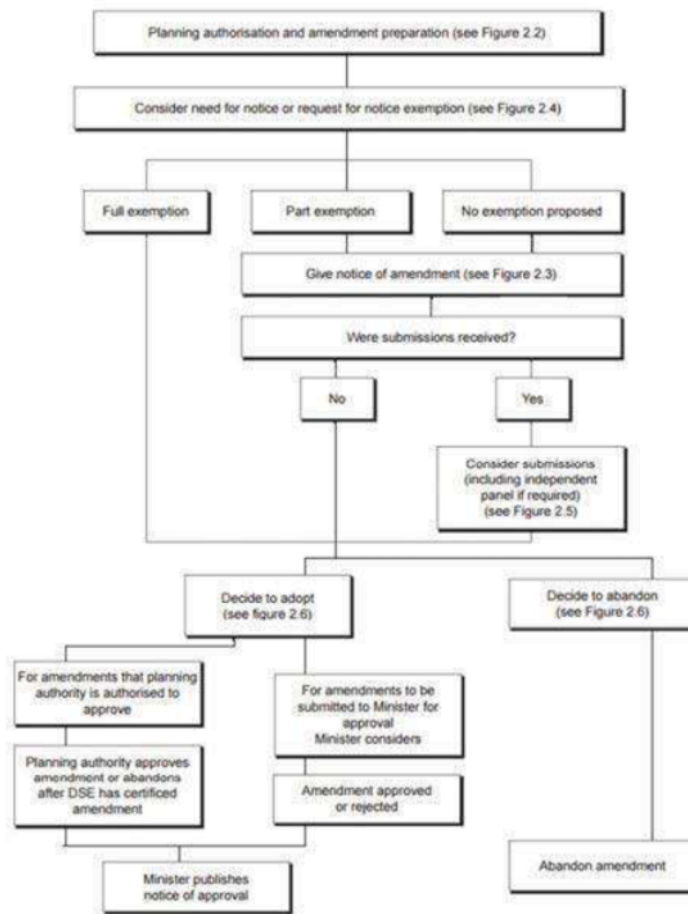 Planning authorisation and amendment preparation (see Figure 2.2)
Consider need for notice or request for notice exemption (see Figure 2.4)
Full exemption
Part exemption
No exemption proposed
Give notice of amendment (see Figure 2.3)
Were submissions received?
No
Yes
Consider submissions
(including independent
panel if required)
(see Figure 2.5)
Decide to adopt
(see figure 2.6)
Decide to abandon
(see Figure 2.6)
For amendments that planning
authority is authorised to
approve
For amendments to be
submitted to Minister for
approval
Minister considers
Planning authority approves
amendment or abandons
after DSE has certificed
amendment
Amendment approved
or rejected
Minister publishes
notice of approval
Abandon amendment